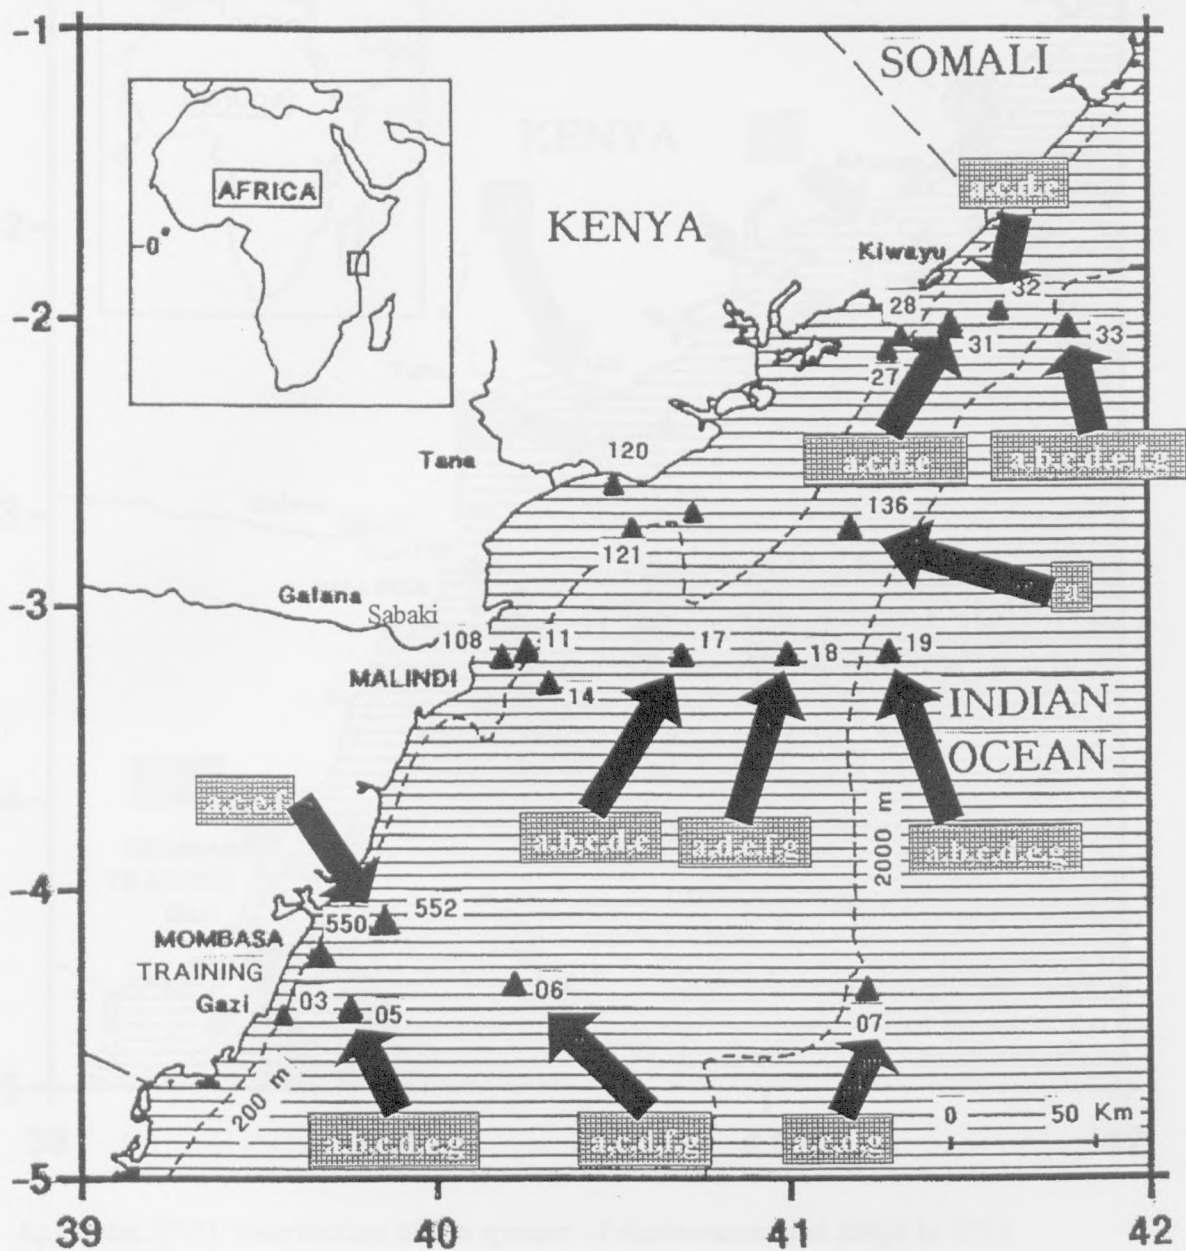 -1
SOMALI
AFRICA
0°
KENYA
a,c,d,e
Kiwayu
-2
28
32
31
33
27
a,c,d,e
a,b,c,d,e,f,g
120
Tana
136
121
-3
a
Galana
Sabaki
108
11
17
18
19
MALINDI
14
INDIAN
OCEAN
a,c,e,f
a,b,c,d,e
a,d,e,f,g
a,b,c,d,e,g
2000 m
-4
550
552
MOMBASA
TRAINING
Gazi
03
05
06
07
200 m
0 50 Km
a,b,c,d,e,g
a,c,d,f,g
a,c,d,g
-5
39
40
41
42